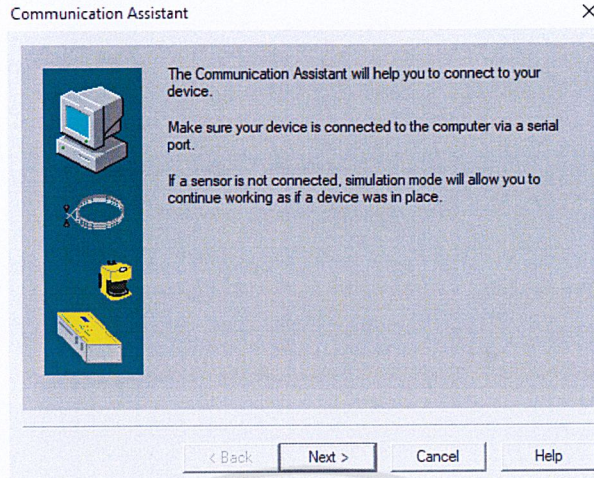 Communication Assistant
The Communication Assistant will help you to connect to your
device.
Make sure your device is connected to the computer via a serial
port.
If a sensor is not connected, simulation mode will allow you to
continue working as if a device was in place.
< Back
Next >
Cancel
Help